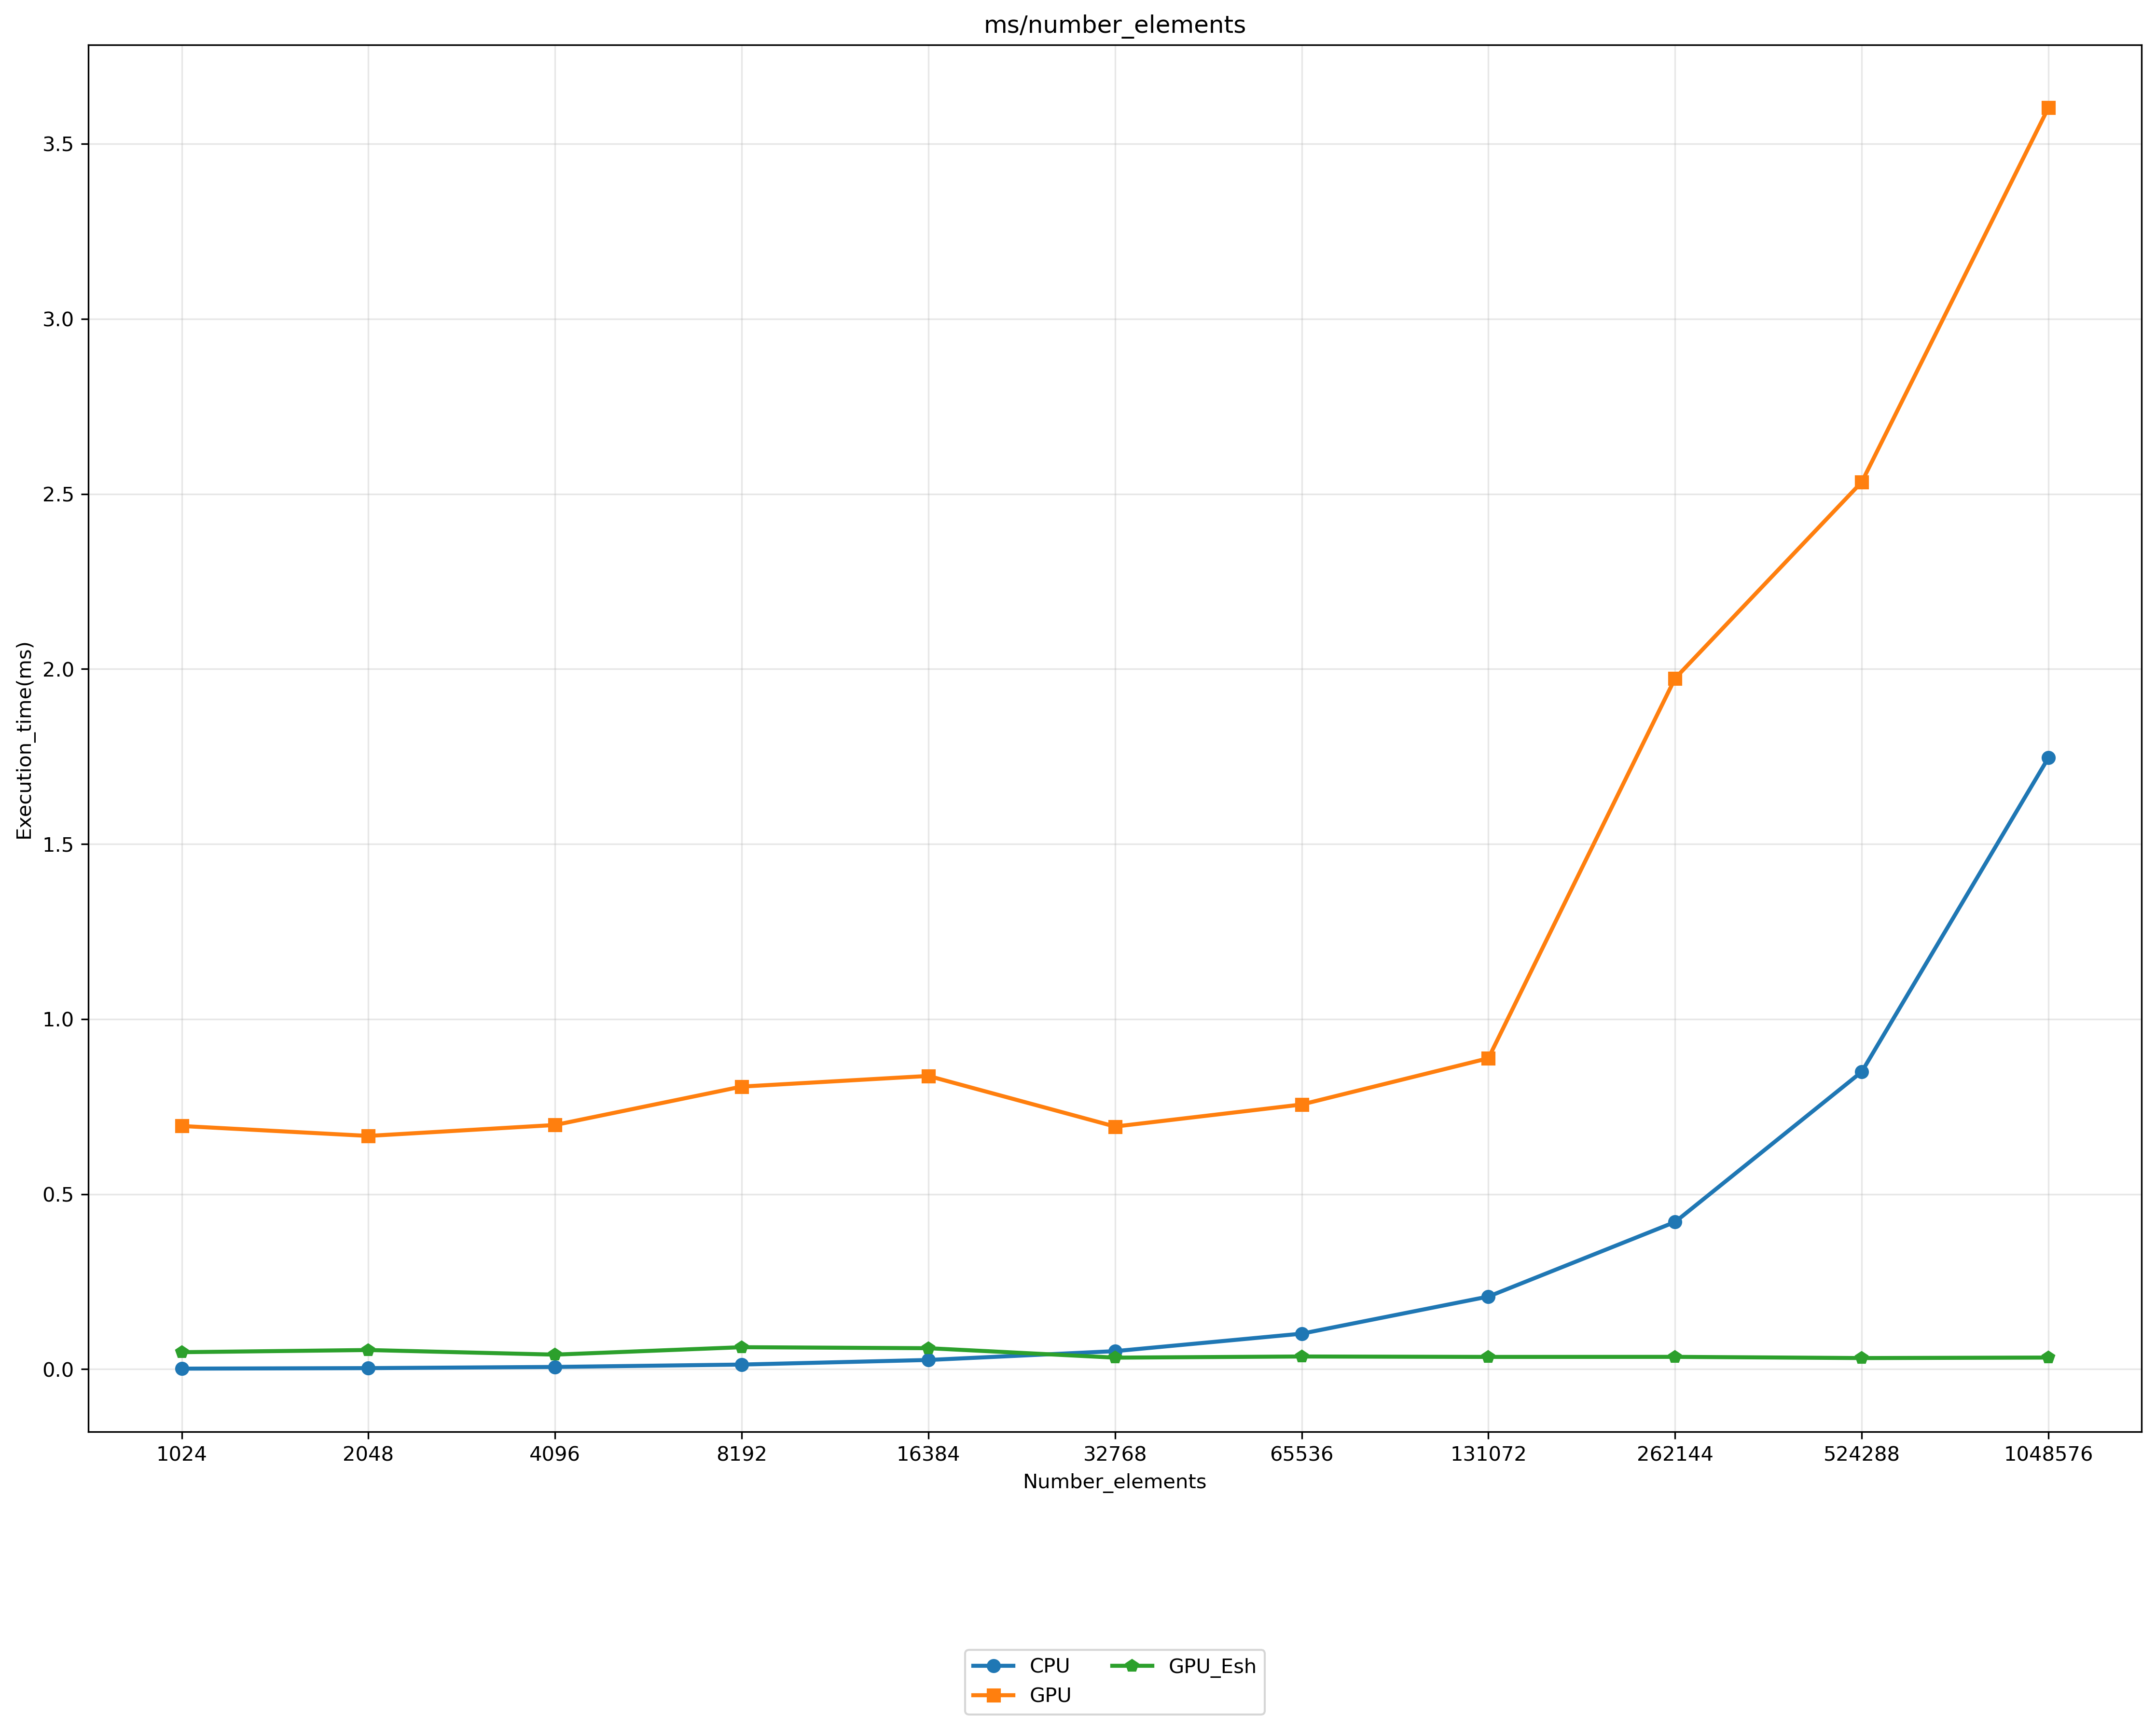 ms/number_elements
3.5
3.0
2.5
2.0
1.5
1.0
0.5
0.0
Execution_time(ms)
1024 2048 4096 8192 16384 32768 65536 131072 262144 524288 1048576
Number_elements
CPU GPU_Esh
GPU